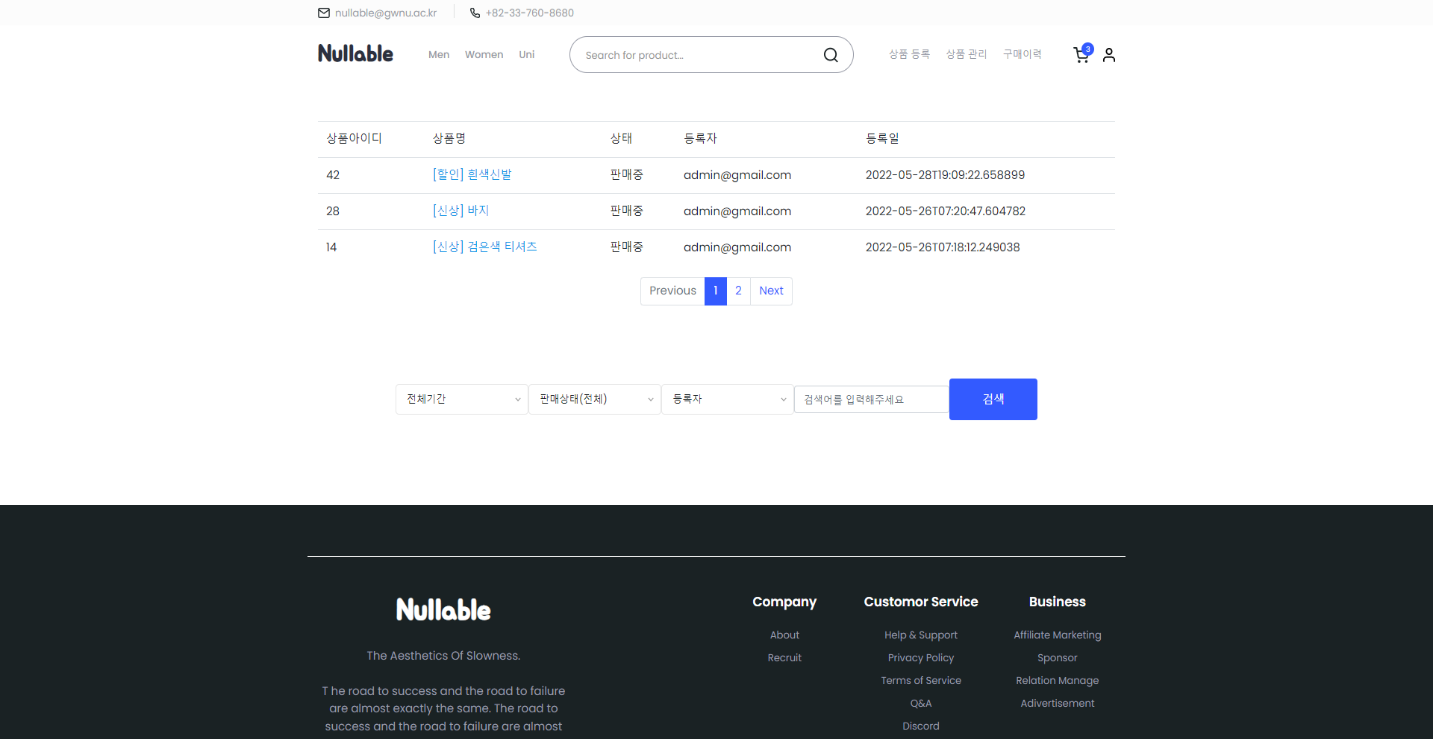 nullable@gwnu.ac.kr +82-33-760-8680
Nullable Men Women Uni Search for product... 상품 등록 상품 관리 구매이력 3
상품아이디 상품명 상태 등록자 등록일
42 [할인] 흰색신발 판매중 admin@gmail.com 2022-05-28T19:09:22.658899
28 [신상] 바지 판매중 admin@gmail.com 2022-05-26T07:20:47.604782
14 [신상] 검은색 티셔츠 판매중 admin@gmail.com 2022-05-26T07:18:12.249038
Previous 1 2 Next
전체기간 판매상태(전체) 등록자 검색어를 입력해주세요 검색
Nullable
The Aesthetics Of Slowness.
T he road to success and the road to failure
are almost exactly the same. The road to
success and the road to failure are almost
Company
About
Recruit
Customor Service
Help & Support
Privacy Policy
Terms of Service
Q&A
Discord
Business
Affiliate Marketing
Sponsor
Relation Manage
Adivertisement